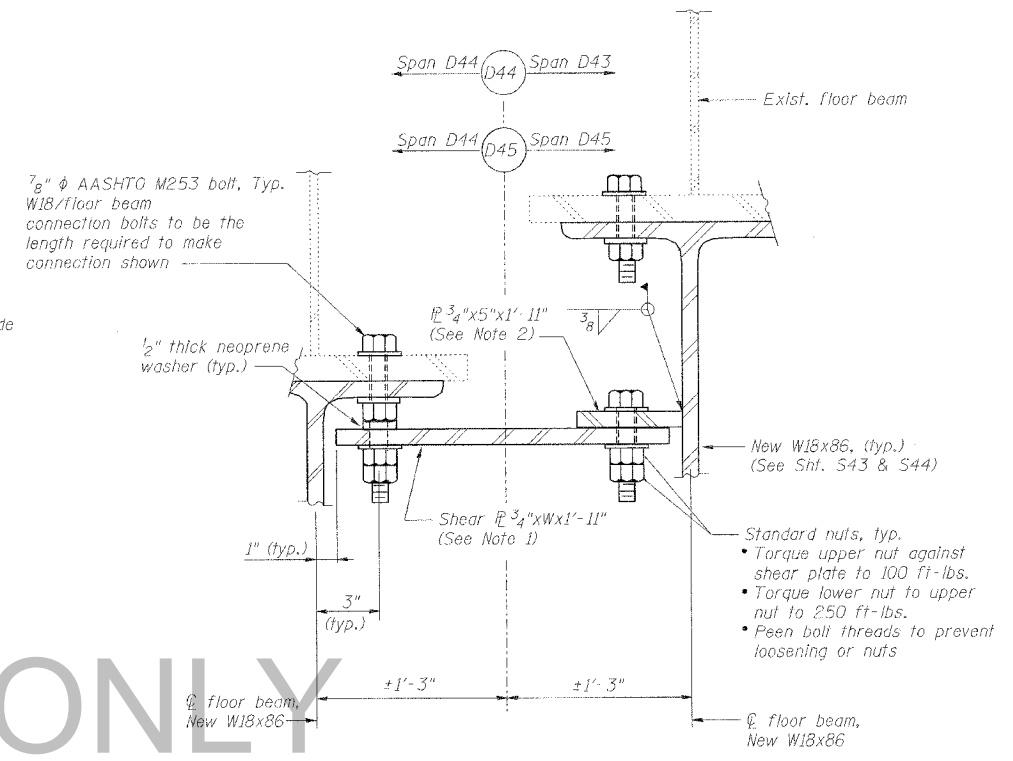 Span D44 D44 Span D43
Exist. floor beam
Span D44 D45 Span D45
7/8" ϕ AASHTO M253 bolt, Typ.
W18/floor beam
connection bolts to be the
length required to make
connection shown
de
½" thick neoprene
washer (typ.)
℄ ¾"x5"x1'-11"
(See Note 2)
3/8
New W18x86, (typ.)
(See Sht. S43 & S44)
Shear ℄ ¾"xWx1'-11"
(See Note 1)
Standard nuts, typ.
• Torque upper nut against
shear plate to 100 ft-lbs.
• Torque lower nut to upper
nut to 250 ft-lbs.
• Peen bolt threads to prevent
loosening or nuts
1" (typ.)
3"
(typ.)
±1'-3" ±1'-3"
℄ floor beam,
New W18x86
℄ floor beam,
New W18x86
ONLY